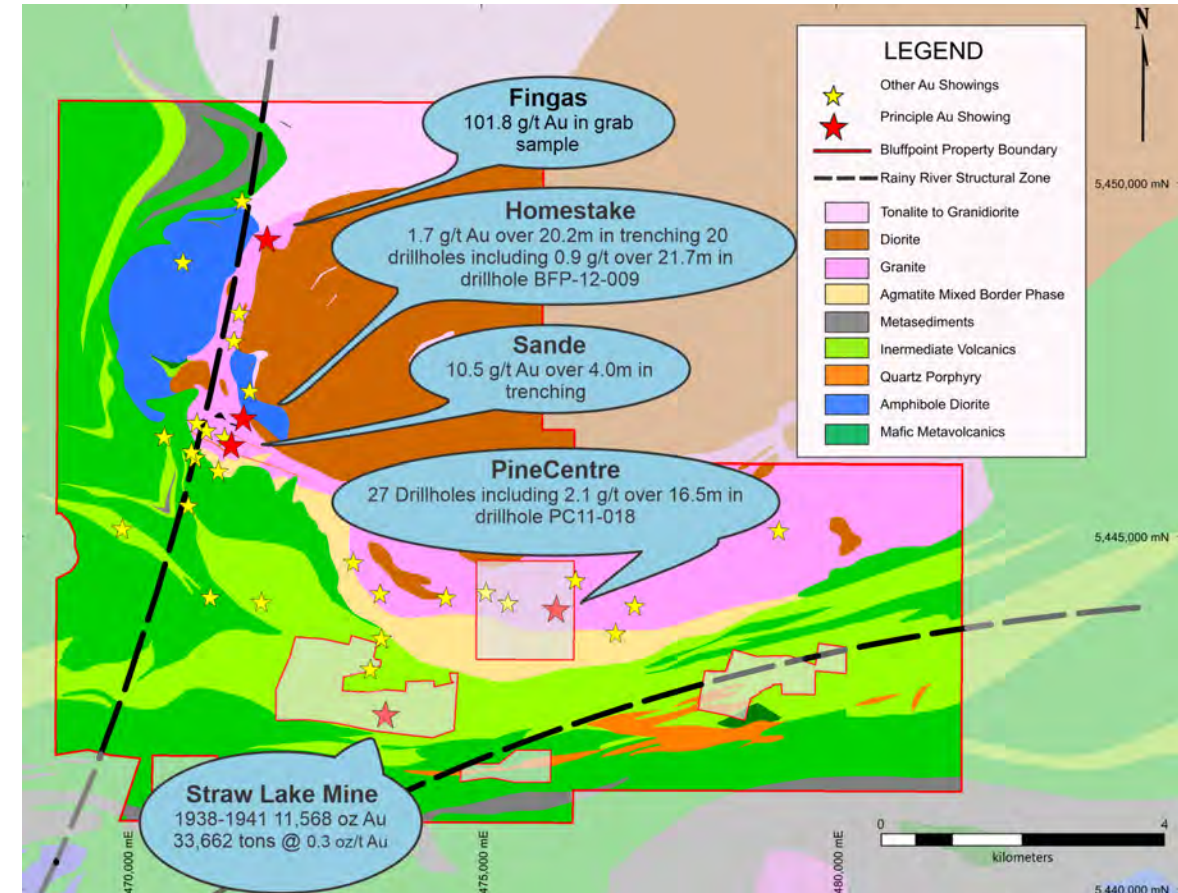 Fingas
101.8 g/t Au in grab
sample
Homestake
1.7 g/t Au over 20.2m in trenching 20
drillholes including 0.9 g/t over 21.7m in
drillhole BFP-12-009
Sande
10.5 g/t Au over 4.0m in
trenching
PineCentre
27 Drillholes including 2.1 g/t over 16.5m in
drillhole PC11-018
Straw Lake Mine
1938-1941 11,568 oz Au
33,662 tons @ 0.3 oz/t Au
LEGEND
Other Au Showings
Principle Au Showing
Bluffpoint Property Boundary
Rainy River Structural Zone
Tonalite to Granidiorite
Diorite
Granite
Agmatite Mixed Border Phase
Metasediments
Inermediate Volcanics
Quartz Porphyry
Amphibole Diorite
Mafic Metavolcanics
N
5,450,000 mN
5,445,000 mN
5,440,000 mN
470,000 mE
475,000 mE
480,000 mE
0 4
kilometers